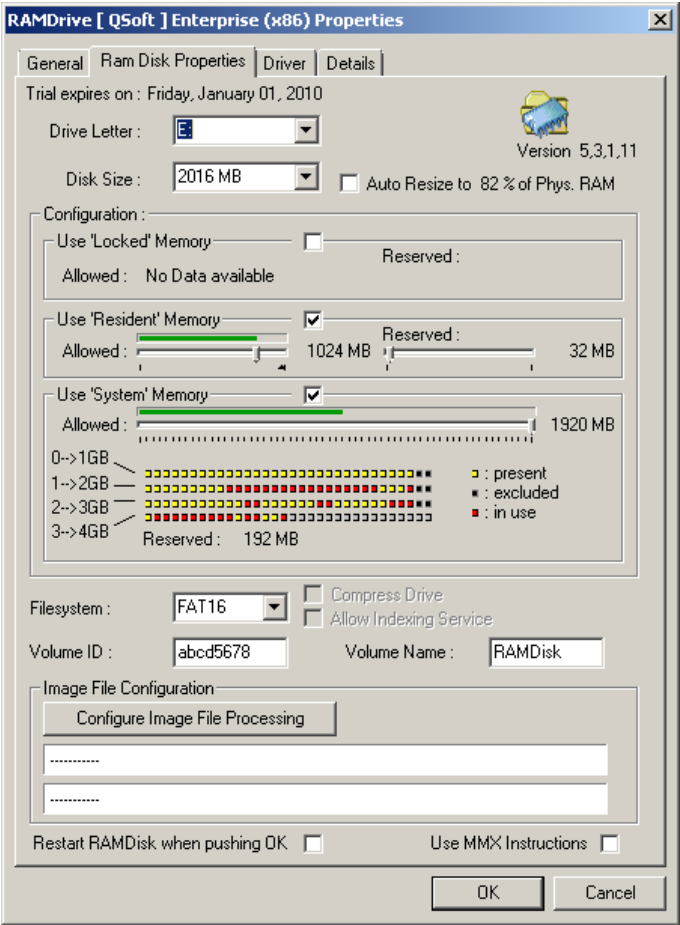 RAMDrive [ QSoft ] Enterprise (x86) Properties
General Ram Disk Properties Driver Details
Trial expires on : Friday, January 01, 2010
Drive Letter : E:
Version 5,3,1,11
Disk Size : 2016 MB Auto Resize to 82 % of Phys. RAM
Configuration :
Use 'Locked' Memory
Reserved :
Allowed : No Data available
Use 'Resident' Memory
Reserved :
Allowed : 1024 MB 32 MB
Use 'System' Memory
Allowed : 1920 MB
0-->1GB
1-->2GB : present
2-->3GB : excluded
3-->4GB : in use
Reserved : 192 MB
Filesystem : FAT16 Compress Drive
Allow Indexing Service
Volume ID : abcd5678 Volume Name : RAMDisk
Image File Configuration
Configure Image File Processing
-----------
-----------
Restart RAMDisk when pushing OK Use MMX Instructions
OK Cancel